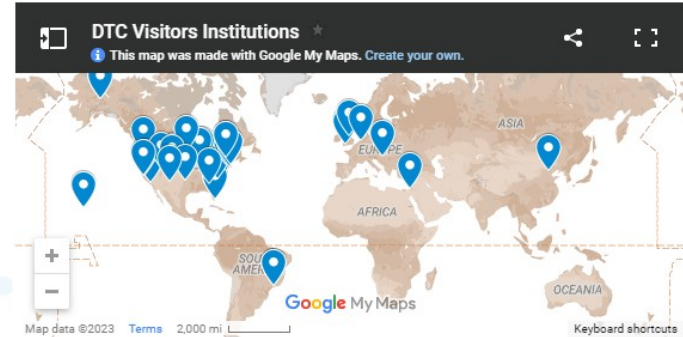 DTC Visitors Institutions
This map was made with Google My Maps. Create your own.
ASIA
EUROPE
AFRICA
SOUTH
AMERICA
OCEANIA
Google My Maps
Map data ©2023 Terms 2,000 mi Keyboard shortcuts